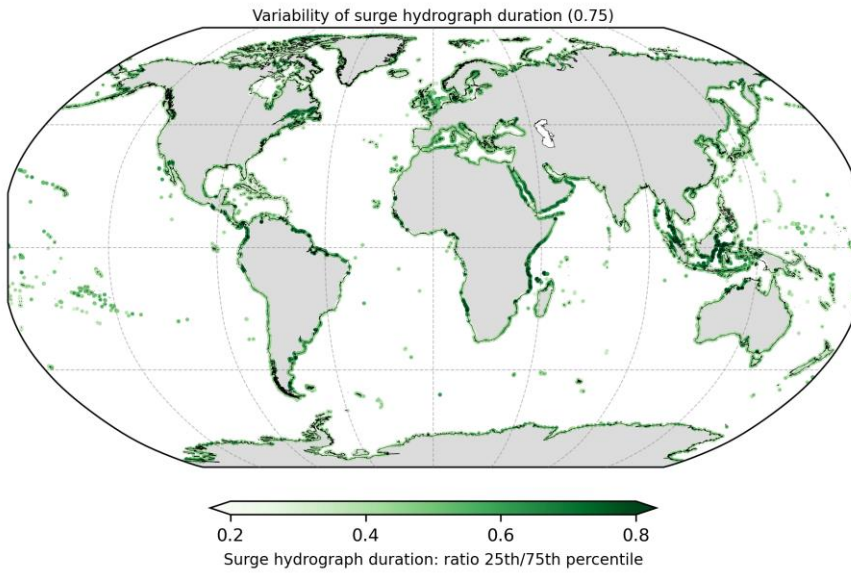 Variability of surge hydrograph duration (0.75)
0.2 0.4 0.6 0.8
Surge hydrograph duration: ratio 25th/75th percentile